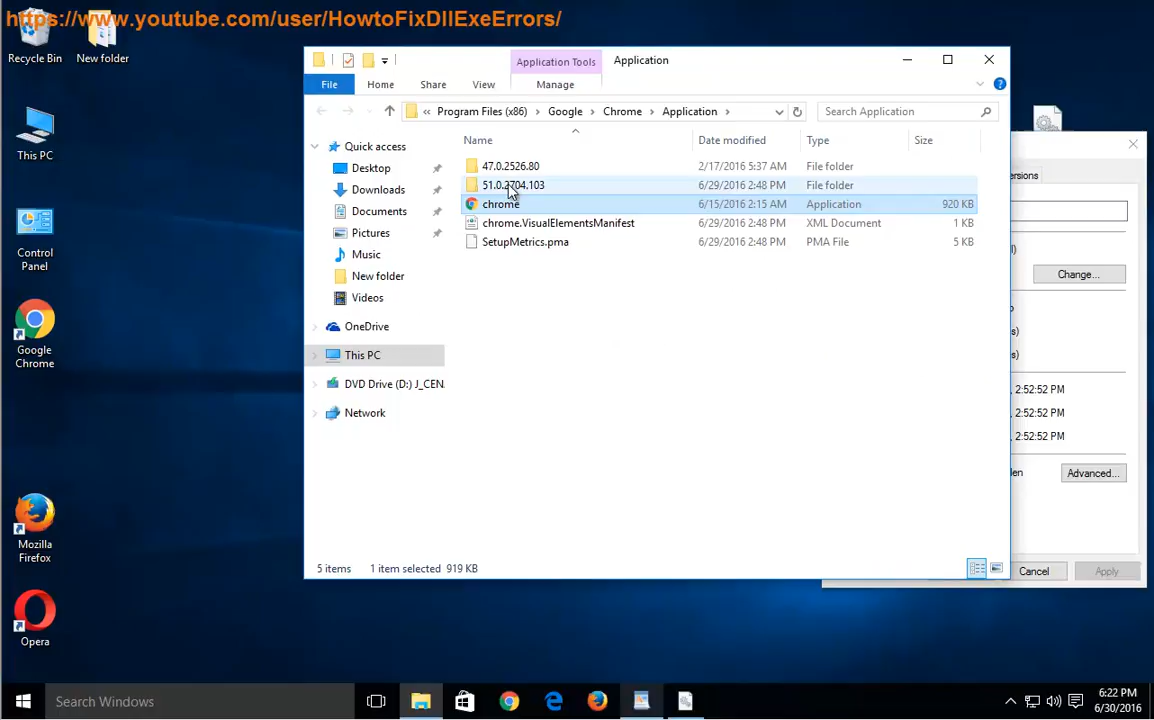 https://www.youtube.com/user/HowtoFixDllExeErrors/
Recycle Bin
New folder
This PC
Control
Panel
Google
Chrome
Mozilla
Firefox
Opera
Application Tools
Application
File
Home
Share
View
Manage
« Program Files (x86) > Google > Chrome > Application >
Search Application
Name
Date modified
Type
Size
47.0.2526.80
2/17/2016 5:37 AM
File folder
51.0.2704.103
6/29/2016 2:48 PM
File folder
chrome
6/15/2016 2:15 AM
Application
920 KB
chrome.VisualElementsManifest
6/29/2016 2:48 PM
XML Document
1 KB
SetupMetrics.pma
6/29/2016 2:48 PM
PMA File
5 KB
Quick access
Desktop
Downloads
Documents
Pictures
Music
New folder
Videos
OneDrive
This PC
DVD Drive (D:) J_CEN
Network
5 items
1 item selected 919 KB
ersions
Change...
, 2:52:52 PM
, 2:52:52 PM
, 2:52:52 PM
Advanced...
Cancel
Apply
Search Windows
6:22 PM
6/30/2016